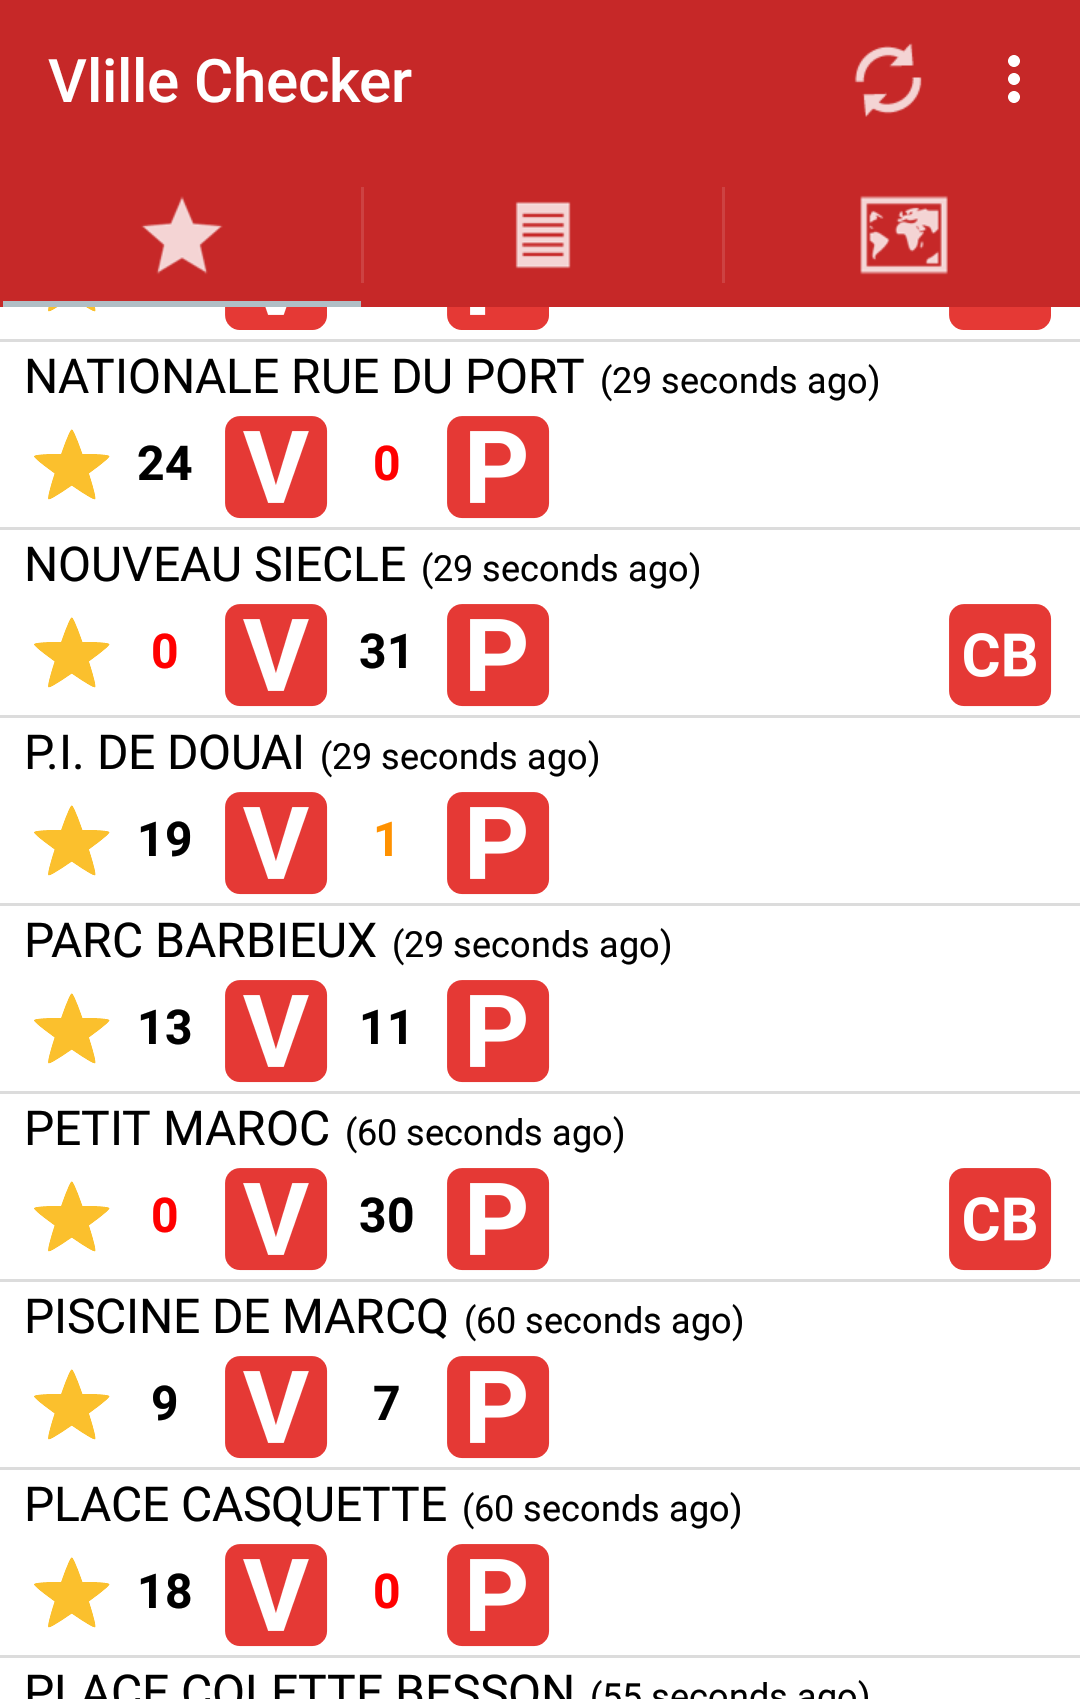 Vlille Checker
NATIONALE RUE DU PORT (29 seconds ago)
24 V 0 P
NOUVEAU SIECLE (29 seconds ago)
0 V 31 P CB
P.I. DE DOUAI (29 seconds ago)
19 V 1 P
PARC BARBIEUX (29 seconds ago)
13 V 11 P
PETIT MAROC (60 seconds ago)
0 V 30 P CB
PISCINE DE MARCQ (60 seconds ago)
9 V 7 P
PLACE CASQUETTE (60 seconds ago)
18 V 0 P
PLACE COLETTE BESSON (55 seconds ago)